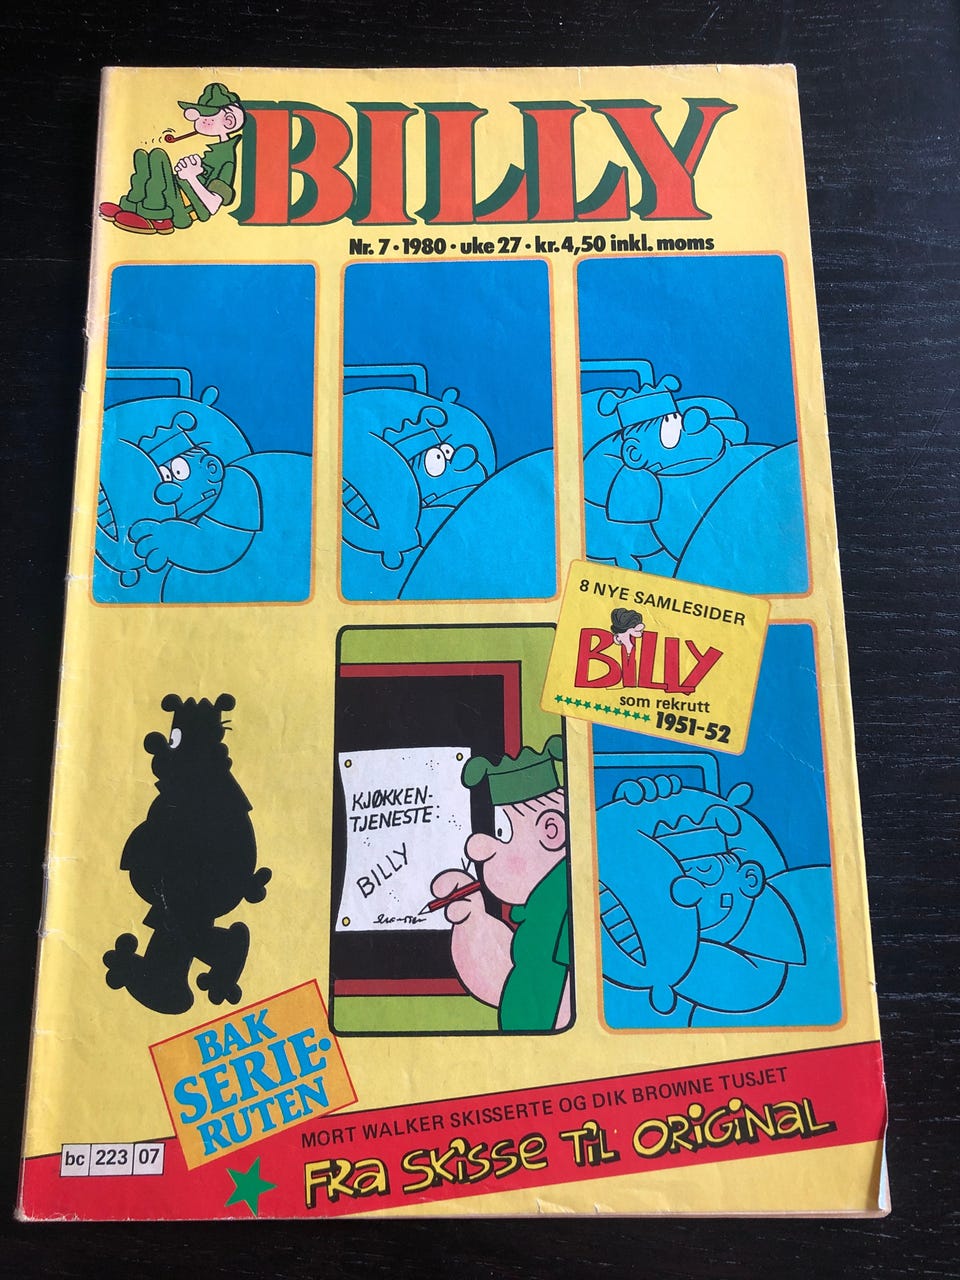 BILLY
Nr. 7 • 1980 • uke 27 • kr. 4,50 inkl. moms
8 NYE SAMLESIDER
BILLY
som rekrutt
1951-52
KJØKKEN-
TJENESTE:
BILLY
BAK
SERIE-
RUTEN
MORT WALKER SKISSERTE OG DIK BROWNE TUSJET
FRA SKISSE TIL ORIGINAL
bc 223 07